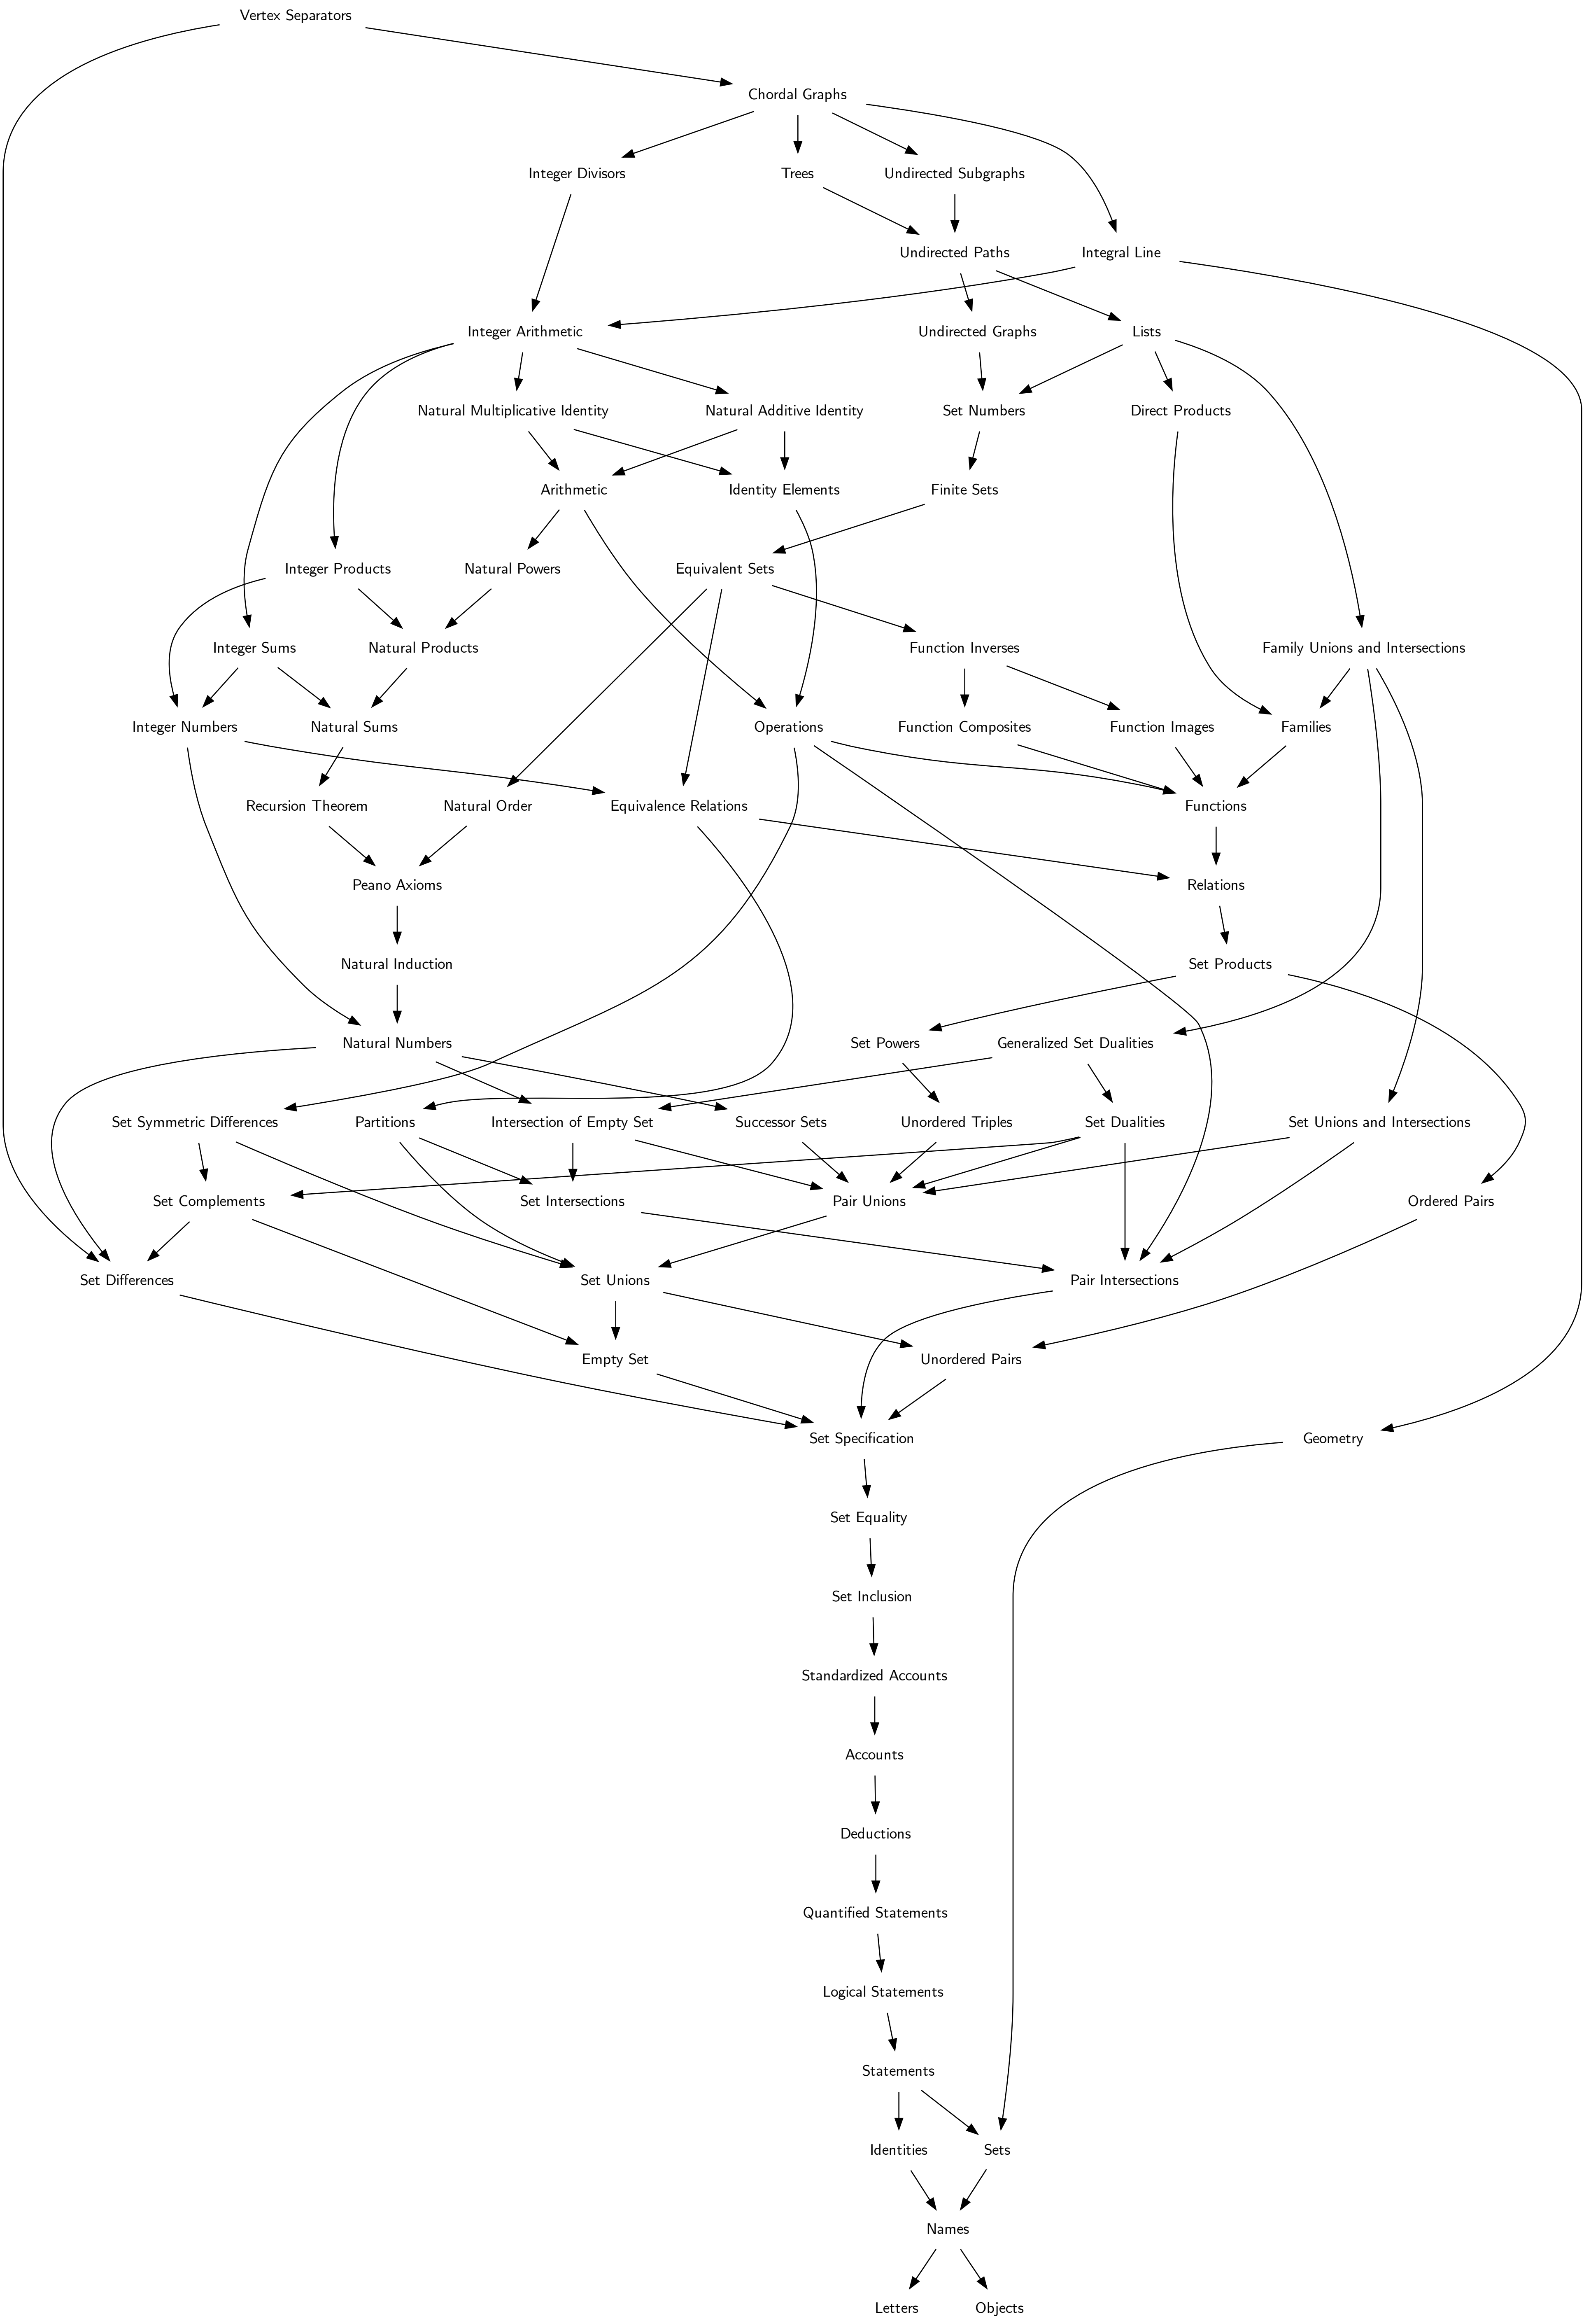 Vertex Separators
Chordal Graphs
Integer Divisors
Trees
Undirected Subgraphs
Undirected Paths
Integral Line
Integer Arithmetic
Undirected Graphs
Lists
Natural Multiplicative Identity
Natural Additive Identity
Set Numbers
Direct Products
Arithmetic
Identity Elements
Finite Sets
Integer Products
Natural Powers
Equivalent Sets
Integer Sums
Natural Products
Function Inverses
Family Unions and Intersections
Integer Numbers
Natural Sums
Operations
Function Composites
Function Images
Families
Recursion Theorem
Natural Order
Equivalence Relations
Functions
Peano Axioms
Relations
Natural Induction
Set Products
Natural Numbers
Set Powers
Generalized Set Dualities
Set Symmetric Differences
Partitions
Intersection of Empty Set
Successor Sets
Unordered Triples
Set Dualities
Set Unions and Intersections
Set Complements
Set Intersections
Pair Unions
Ordered Pairs
Set Differences
Set Unions
Pair Intersections
Empty Set
Unordered Pairs
Set Specification
Geometry
Set Equality
Set Inclusion
Standardized Accounts
Accounts
Deductions
Quantified Statements
Logical Statements
Statements
Identities
Sets
Names
Letters
Objects